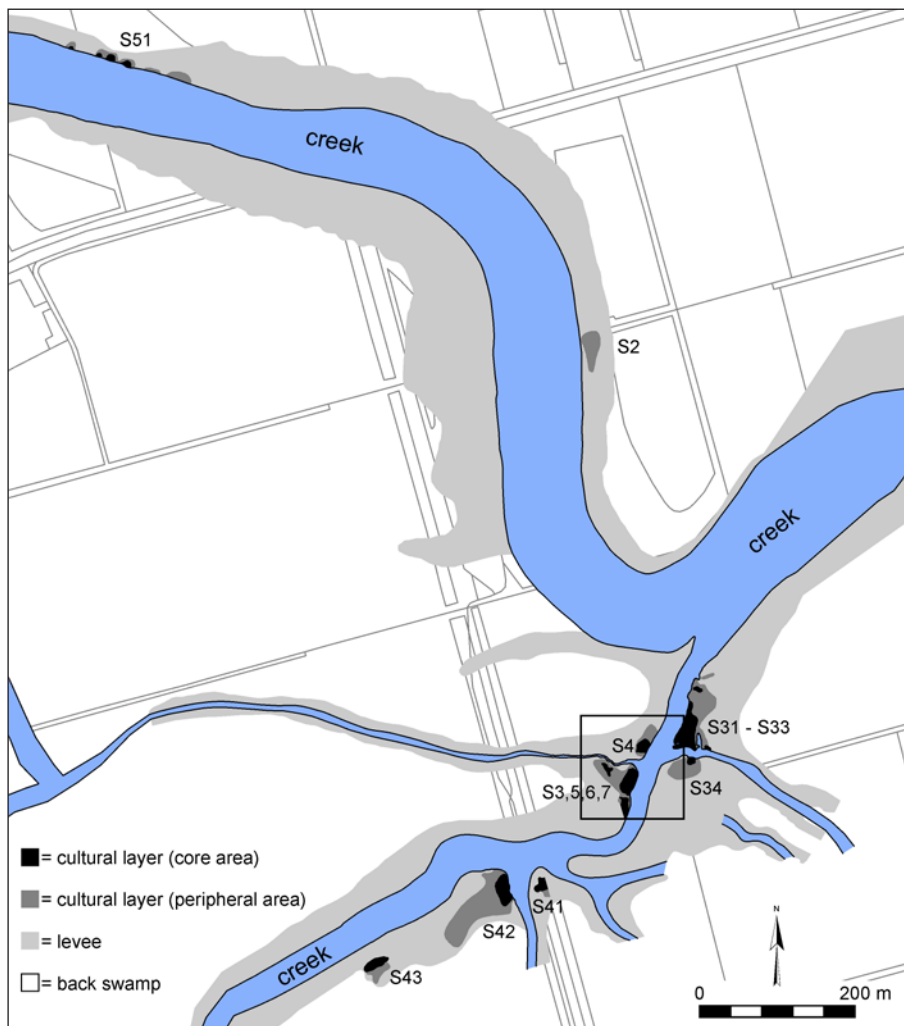 S51
creek
S2
creek
S31 - S33
S4
S3,5,6,7
S34
S41
S42
S43
creek
= cultural layer (core area)
= cultural layer (peripheral area)
= levee
= back swamp
N
0 200 m